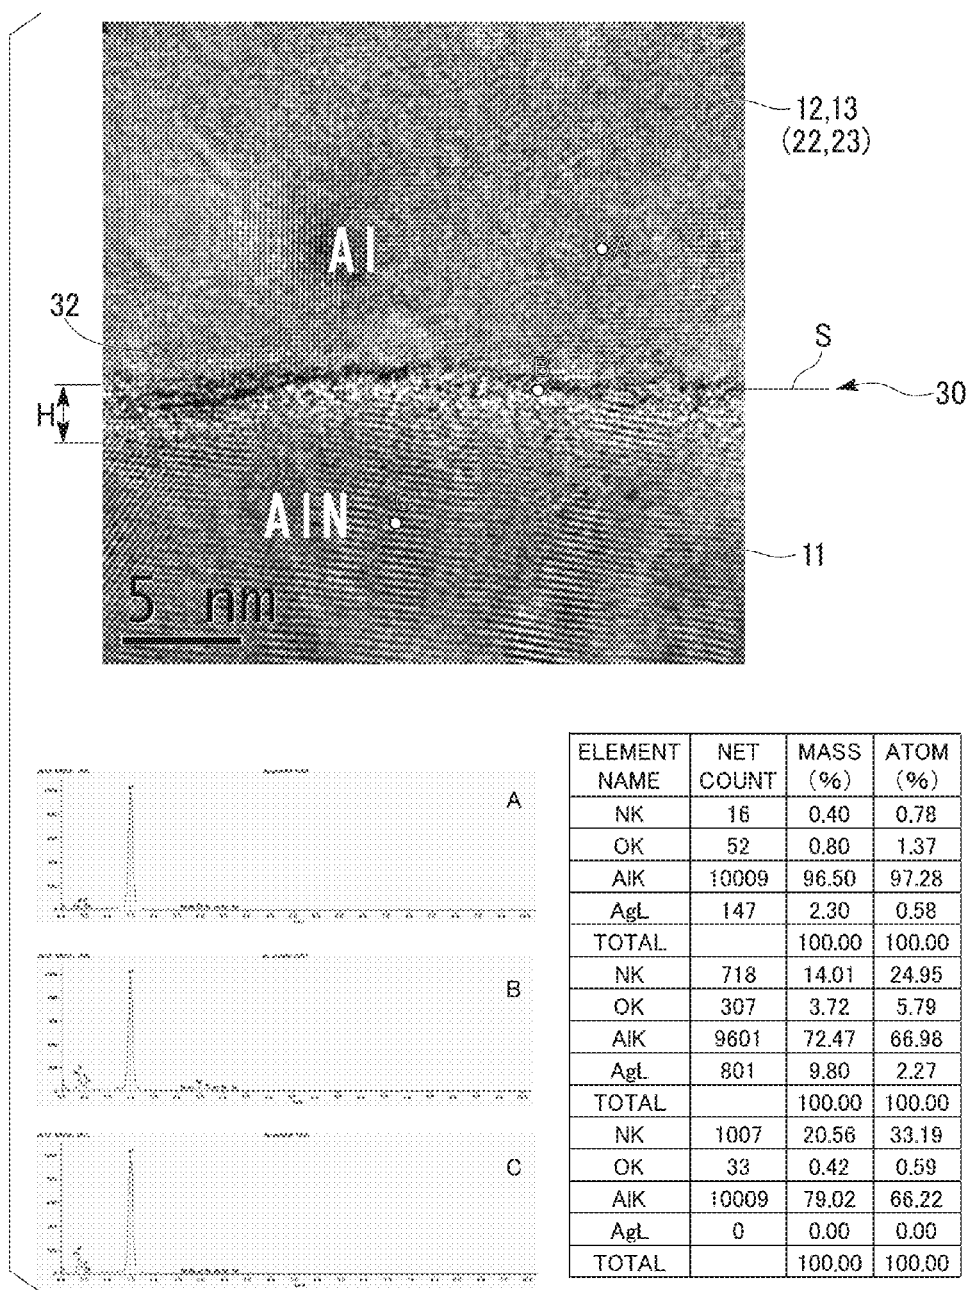 12,13
(22,23)
Al
A
32
B
S
H
30
AlN
C
11
5 nm
A
B
C
ELEMENT NAME NET COUNT MASS (%) ATOM (%)
NK 16 0.40 0.78
OK 52 0.80 1.37
AlK 10009 96.50 97.28
AgL 147 2.30 0.58
TOTAL 100.00 100.00
NK 718 14.01 24.95
OK 307 3.72 5.79
AlK 9601 72.47 66.98
AgL 801 9.80 2.27
TOTAL 100.00 100.00
NK 1007 20.56 33.19
OK 33 0.42 0.59
AlK 10009 79.02 66.22
AgL 0 0.00 0.00
TOTAL 100.00 100.00